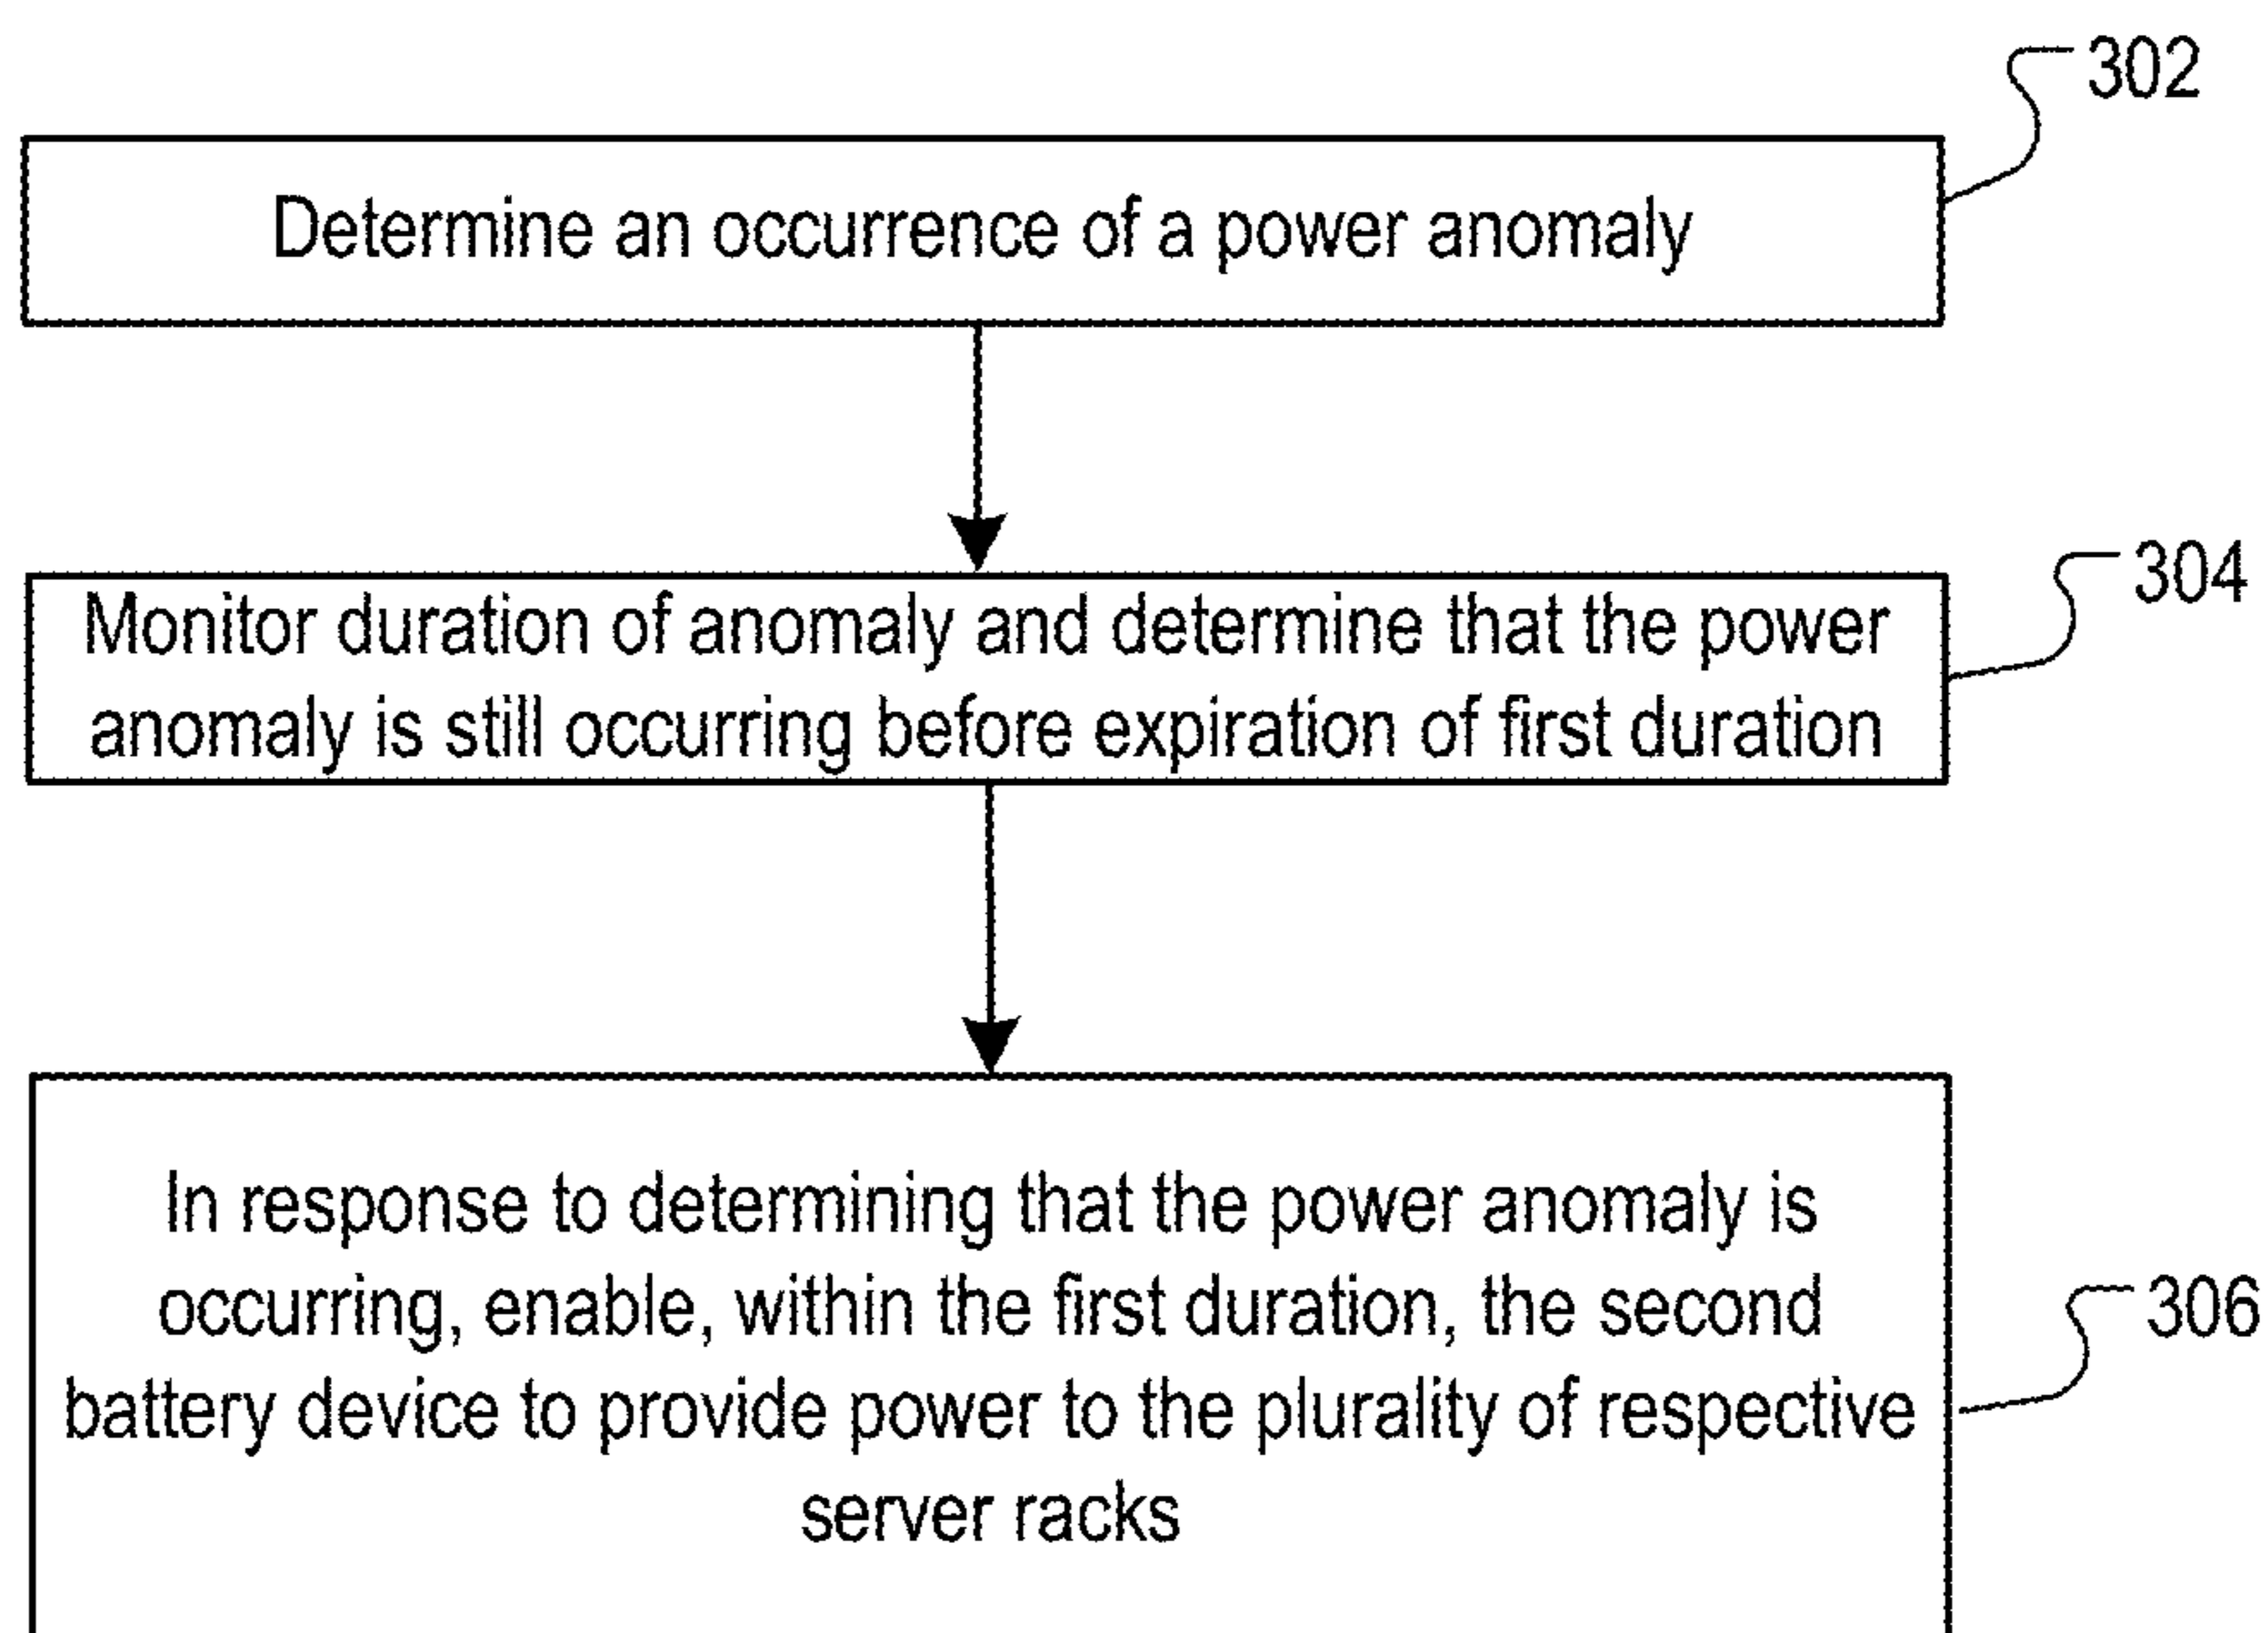 302
Determine an occurrence of a power anomaly
304
Monitor duration of anomaly and determine that the power
anomaly is still occurring before expiration of first duration
In response to determining that the power anomaly is
occurring, enable, within the first duration, the second
306
battery device to provide power to the plurality of respective
server racks